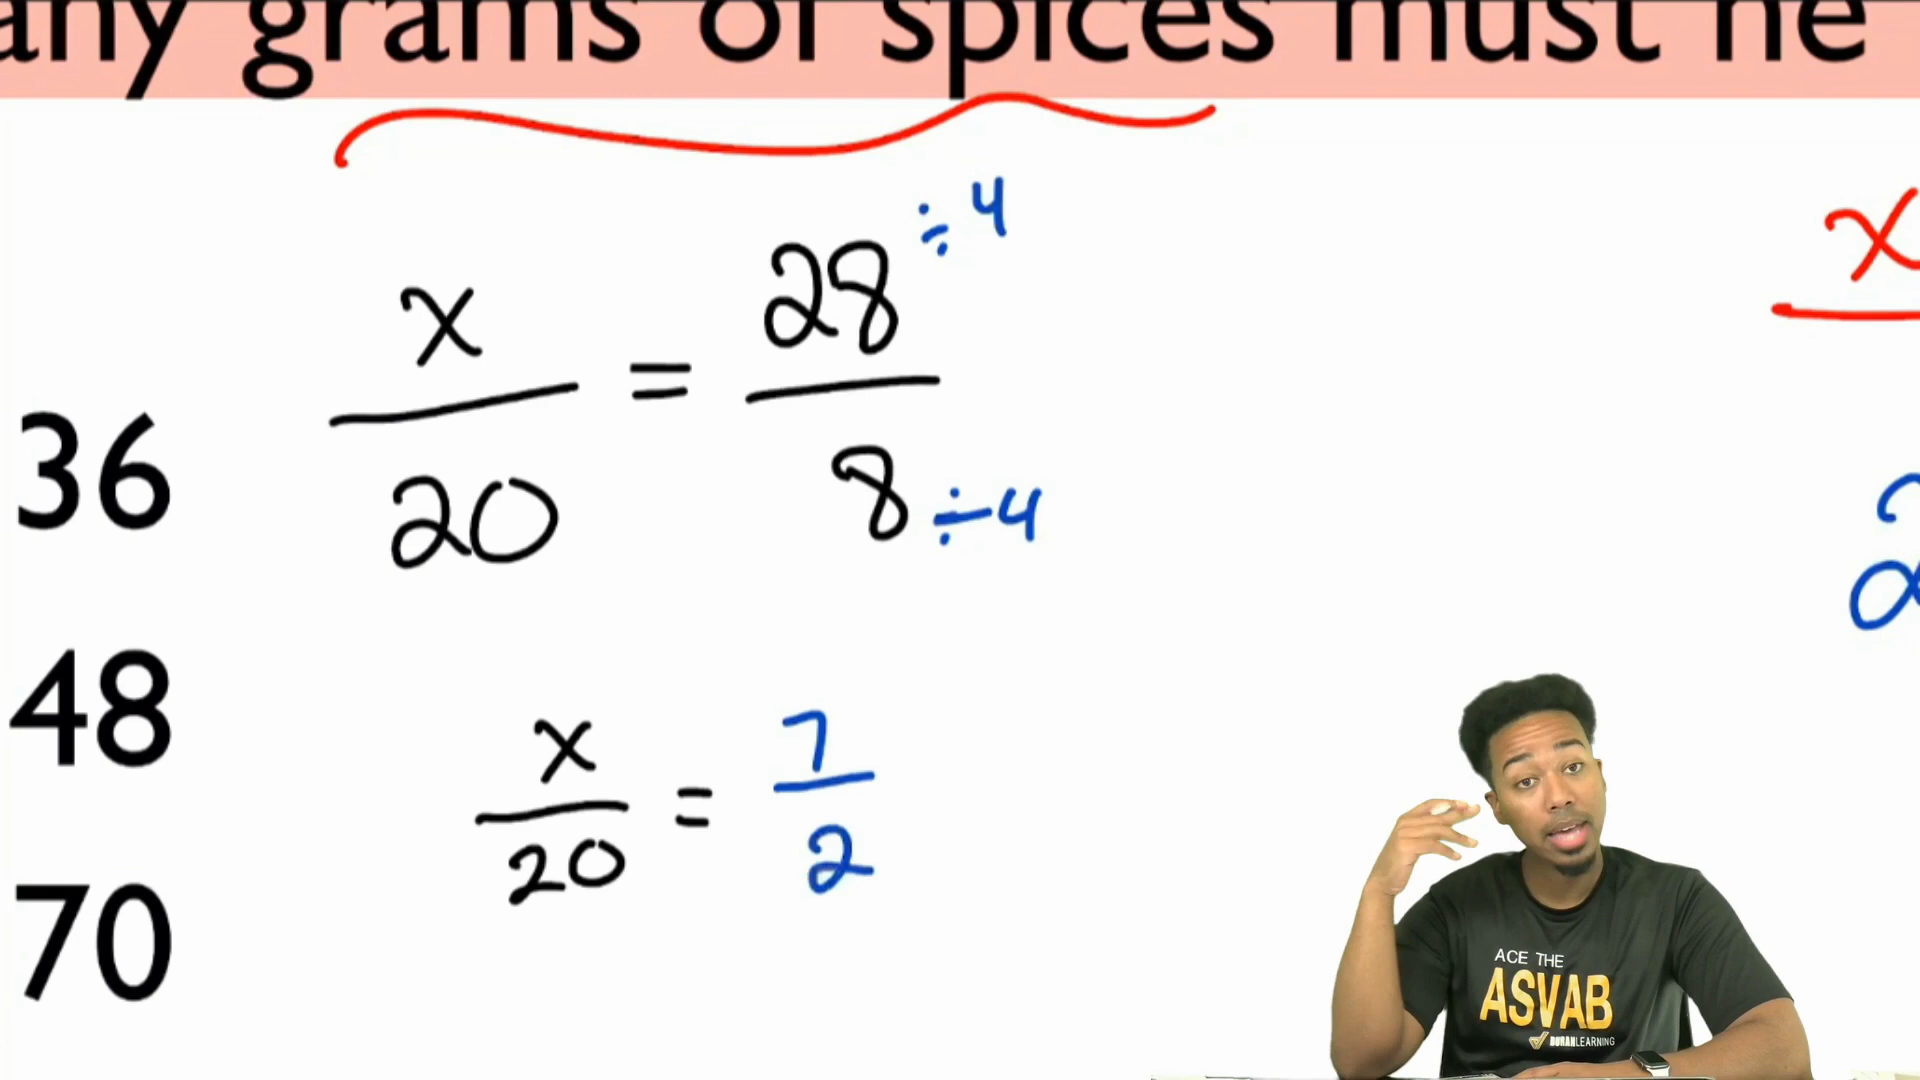 any grams of spices must he
x/20 = 28/8
÷ 4
÷ 4
x
36
48
x/20 = 7/2
70
ACE THE
ASVAB
DURANLEARNING